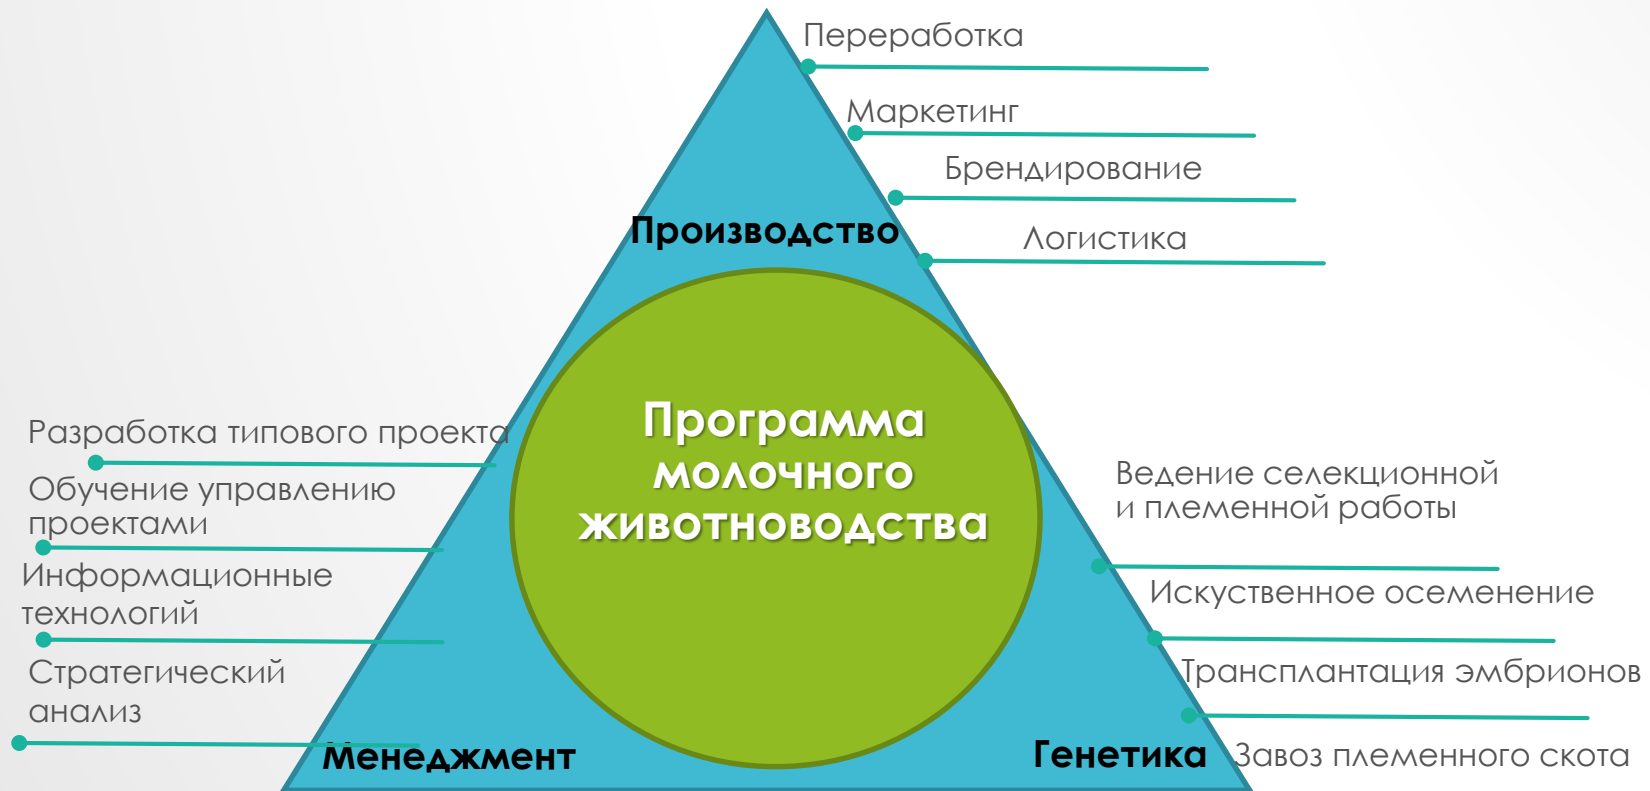 Переработка
Маркетинг
Брендирование
Логистика
Производство
Программа
молочного
животноводства
Разработка типового проекта
Обучение управлению
проектами
Информационные
технологий
Стратегический
анализ
Менеджмент
Ведение селекционной
и племенной работы
Искуственное осеменение
Трансплантация эмбрионов
Завоз племенного скота
Генетика